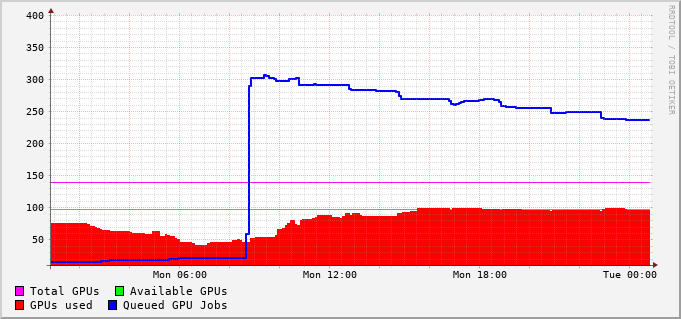 400
350
300
250
200
150
100
50
Mon 06:00 Mon 12:00 Mon 18:00 Tue 00:00
Total GPUs Available GPUs
GPUs used Queued GPU Jobs
RRDTOOL / TOBI OETIKER